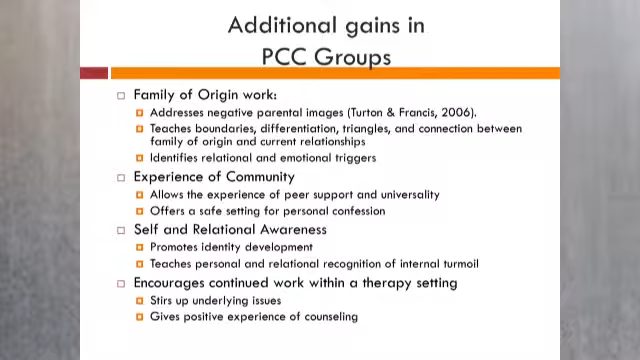 Additional gains in
PCC Groups
Family of Origin work:
Addresses negative parental images (Turton & Francis, 2006).
Teaches boundaries, differentiation, triangles, and connection between
family of origin and current relationships
Identifies relational and emotional triggers
Experience of Community
Allows the experience of peer support and universality
Offers a safe setting for personal confession
Self and Relational Awareness
Promotes identity development
Teaches personal and relational recognition of internal turmoil
Encourages continued work within a therapy setting
Stirs up underlying issues
Gives positive experience of counseling